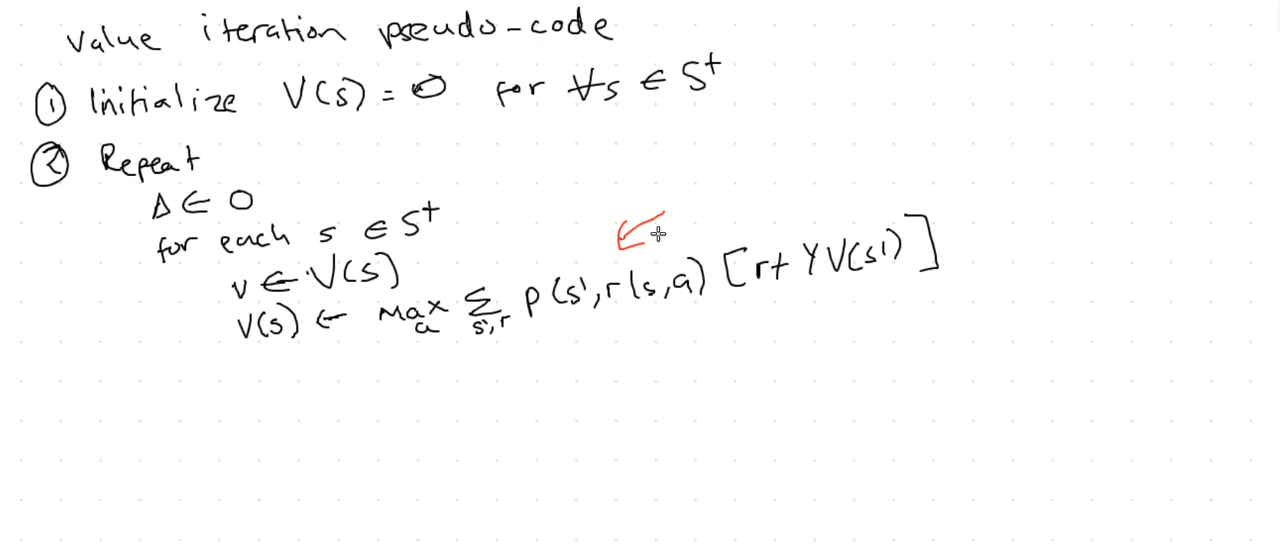 Value iteration pseudo-code
① Initialize V(s) = 0 for ∀s ∈ S⁺
② Repeat
Δ ← 0
for each s ∈ S⁺
v ← V(s)
V(s) ← max_a Σ_{s',r} P(s',r|s,a) [r+ γV(s')]